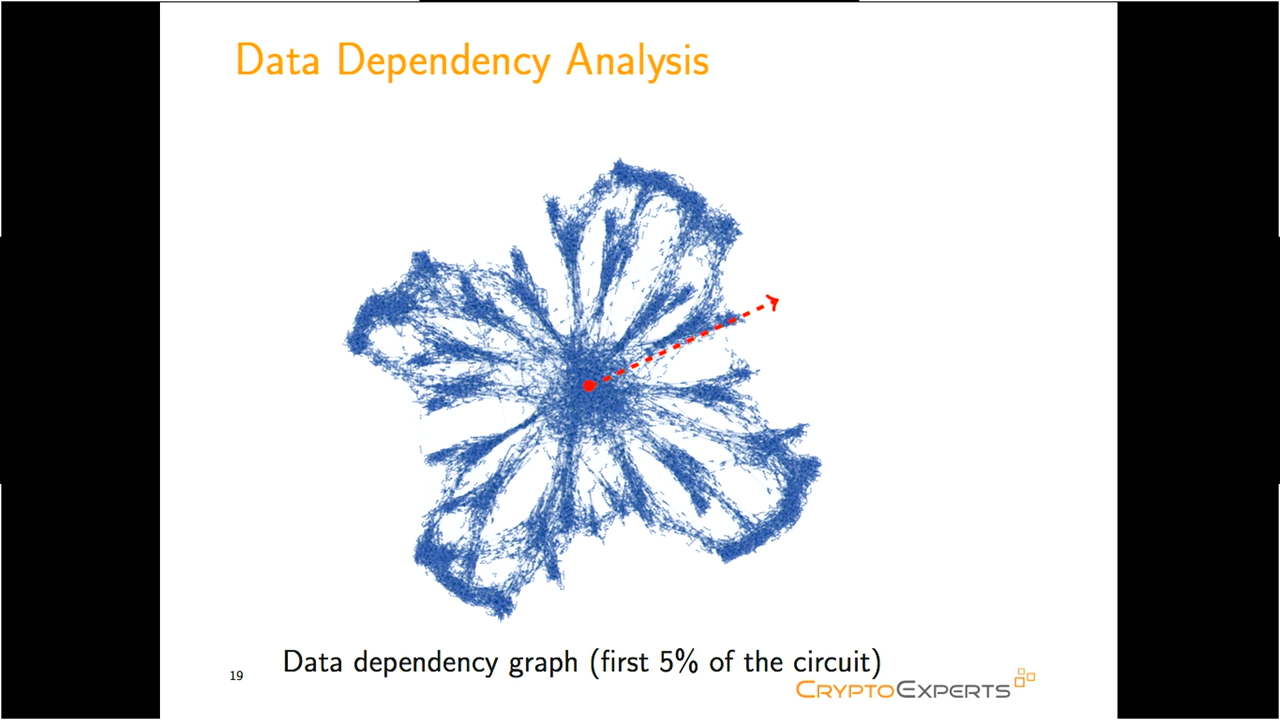 Data Dependency Analysis
Data dependency graph (first 5% of the circuit)
19
CRYPTOEXPERTS